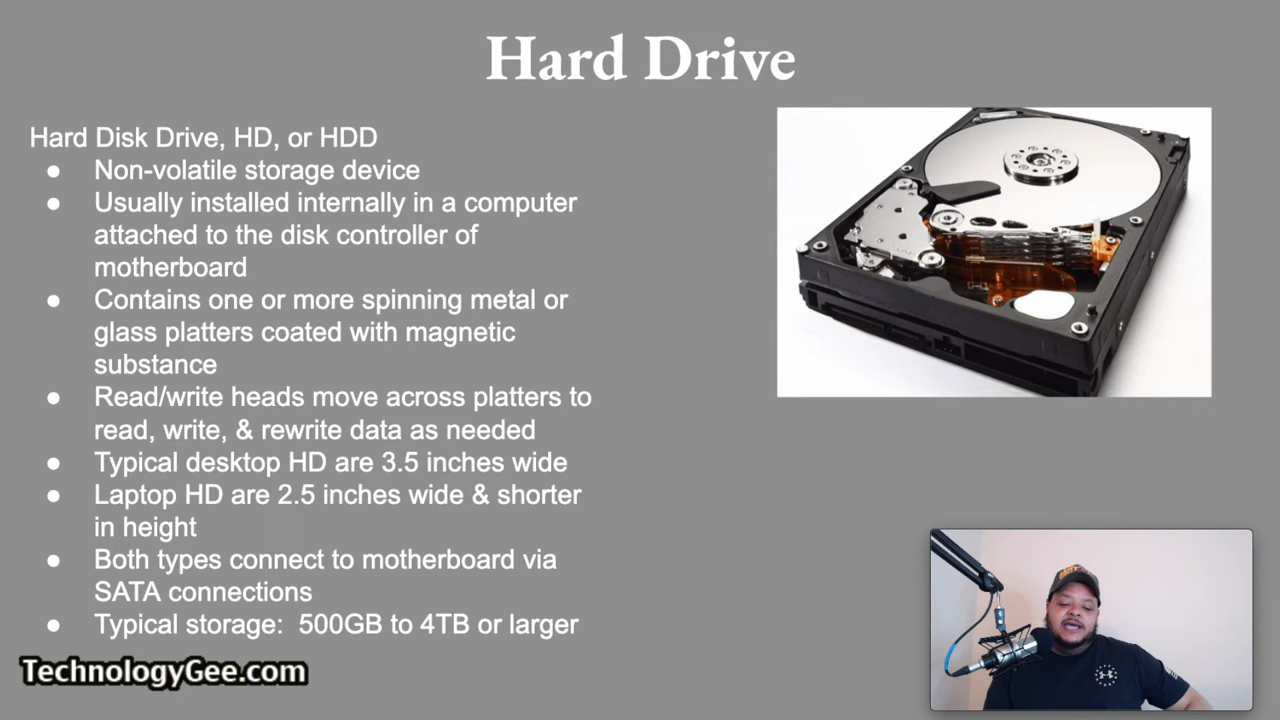 Hard Drive
Hard Disk Drive, HD, or HDD
● Non-volatile storage device
● Usually installed internally in a computer
attached to the disk controller of
motherboard
● Contains one or more spinning metal or
glass platters coated with magnetic
substance
● Read/write heads move across platters to
read, write, & rewrite data as needed
● Typical desktop HD are 3.5 inches wide
● Laptop HD are 2.5 inches wide & shorter
in height
● Both types connect to motherboard via
SATA connections
● Typical storage: 500GB to 4TB or larger
TechnologyGee.com